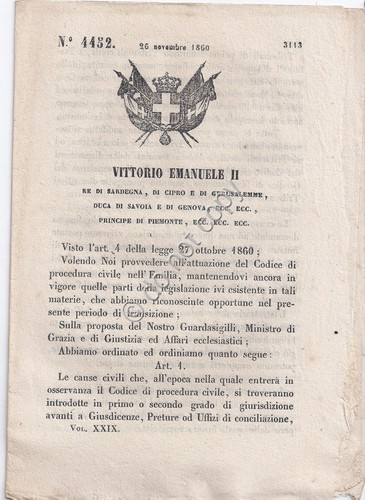 N.° 4452.
26 novembre 1860
3113
VITTORIO EMANUELE II
RE DI SARDEGNA, DI CIPRO E DI GERUSALEMME,
DUCA DI SAVOIA E DI GENOVA, ECC. ECC.,
PRINCIPE DI PIEMONTE, ECC. ECC. ECC.
Visto l'art. 4 della legge 27 ottobre 1860;
Volendo Noi provvedere all'attuazione del Codice di
procedura civile nell'Emilia, mantenendovi ancora in
vigore quelle parti della legislazione ivi esistente in tali
materie, che abbiamo riconosciute opportune nel pre-
sente periodo di transizione;
Sulla proposta del Nostro Guardasigilli, Ministro di
Grazia e di Giustizia ed Affari ecclesiastici;
Abbiamo ordinato ed ordiniamo quanto segue:
Art. 1.
Le cause civili che, all'epoca nella quale entrerà in
osservanza il Codice di procedura civile, si troveranno
introdotte in primo o secondo grado di giurisdizione
avanti a Giusdicenze, Preture od Uffizi di conciliazione,
VOL. XXIX.
do not copy